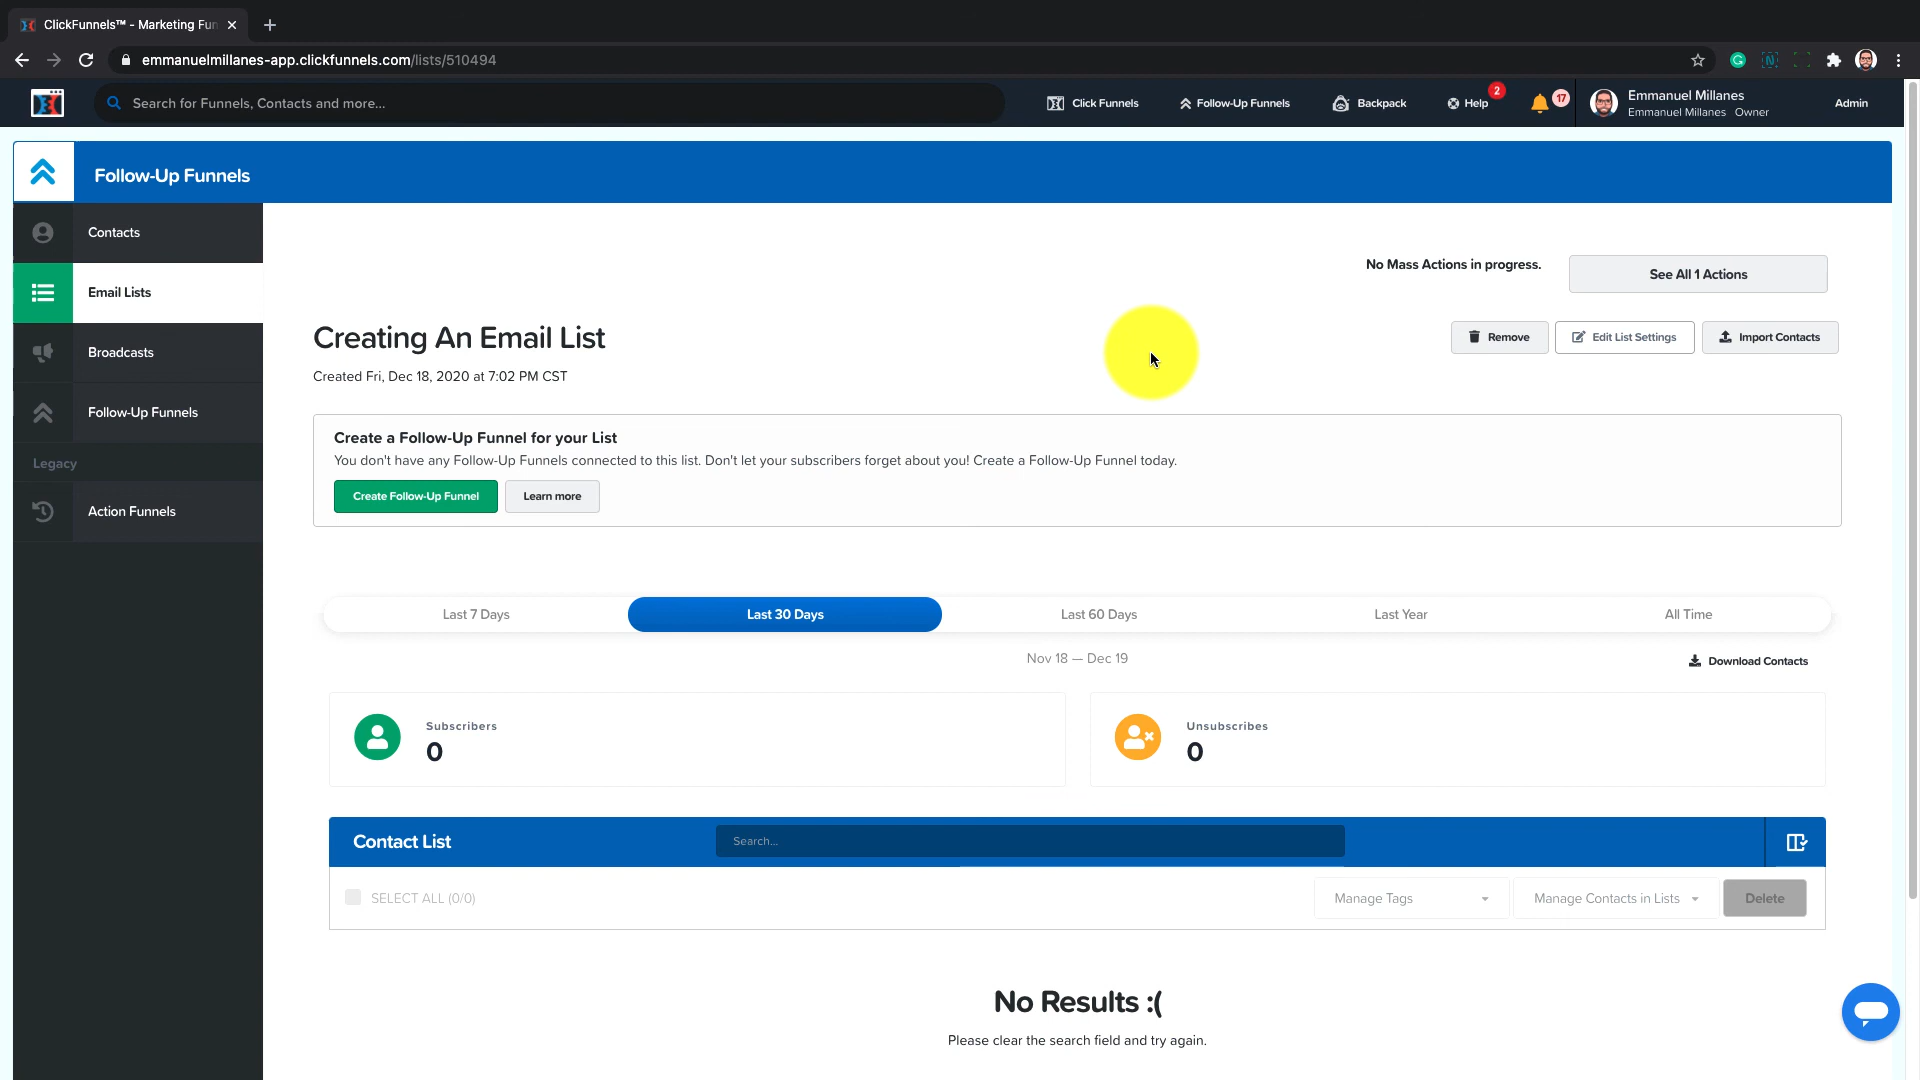 ClickFunnels™ - Marketing Fun
emmanuelmillanes-app.clickfunnels.com/lists/510494
Search for Funnels, Contacts and more...
Click Funnels
Follow-Up Funnels
Backpack
Help
2
17
Emmanuel Millanes
Emmanuel Millanes Owner
Admin
Follow-Up Funnels
Contacts
Email Lists
Broadcasts
Follow-Up Funnels
Legacy
Action Funnels
No Mass Actions in progress.
See All 1 Actions
Creating An Email List
Remove
Edit List Settings
Import Contacts
Created Fri, Dec 18, 2020 at 7:02 PM CST
Create a Follow-Up Funnel for your List
You don't have any Follow-Up Funnels connected to this list. Don't let your subscribers forget about you! Create a Follow-Up Funnel today.
Create Follow-Up Funnel
Learn more
Last 7 Days
Last 30 Days
Last 60 Days
Last Year
All Time
Nov 18 — Dec 19
Download Contacts
Subscribers
0
Unsubscribes
0
Contact List
Search...
SELECT ALL (0/0)
Manage Tags
Manage Contacts in Lists
Delete
No Results :(
Please clear the search field and try again.